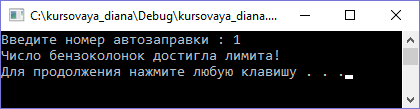 C:\kursovaya_diana\Debug\kursovaya_diana....
Введите номер автозаправки : 1
Число бензоколонок достигла лимита!
Для продолжения нажмите любую клавишу . . .